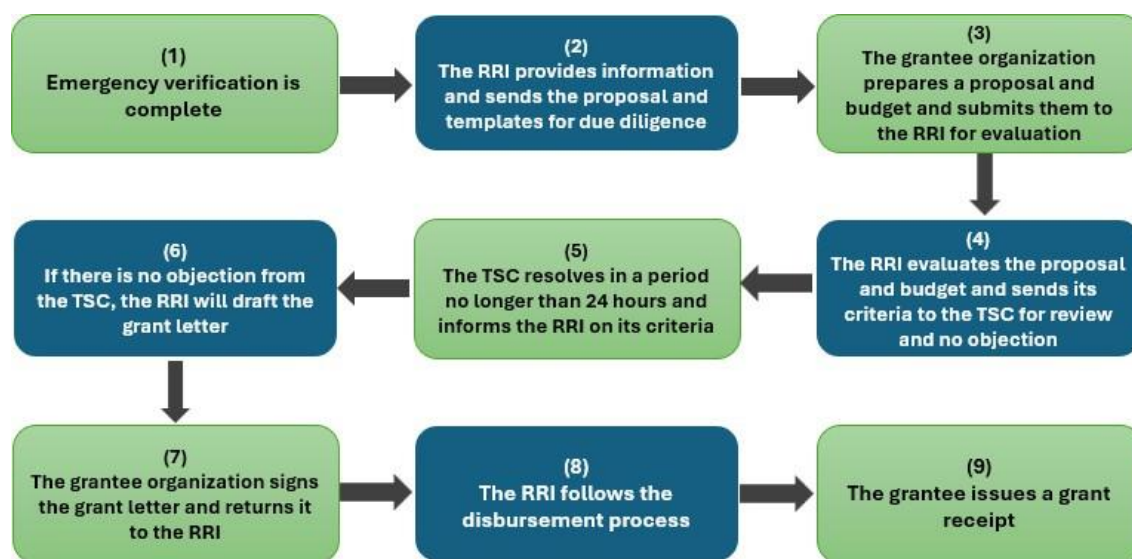 (1)
Emergency verification is
complete
(2)
The RRI provides information
and sends the proposal and
templates for due diligence
(3)
The grantee organization
prepares a proposal and
budget and submits them to
the RRI for evaluation
(4)
The RRI evaluates the proposal
and budget and sends its
criteria to the TSC for review
and no objection
(5)
The TSC resolves in a period
no longer than 24 hours and
informs the RRI on its criteria
(6)
If there is no objection from
the TSC, the RRI will draft the
grant letter
(7)
The grantee organization signs
the grant letter and returns it
to the RRI
(8)
The RRI follows the
disbursement process
(9)
The grantee issues a grant
receipt